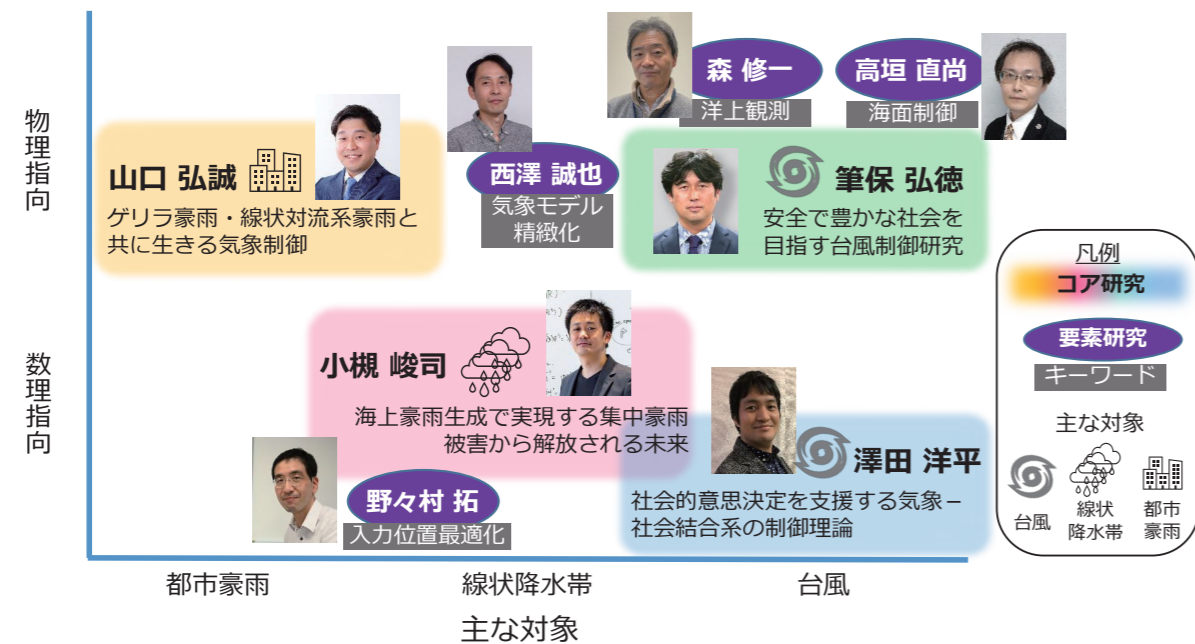 物理指向
数理指向
森 修一
洋上観測
高垣 直尚
海面制御
山口 弘誠
ゲリラ豪雨・線状対流系豪雨と
共に生きる気象制御
西澤 誠也
気象モデル
精緻化
筆保 弘徳
安全で豊かな社会を
目指す台風制御研究
小槻 峻司
海上豪雨生成で実現する集中豪雨
被害から解放される未来
野々村 拓
入力位置最適化
澤田 洋平
社会的意思決定を支援する気象－
社会結合系の制御理論
凡例
コア研究
要素研究
キーワード
主な対象
台風
線状
降水帯
都市
豪雨
都市豪雨
線状降水帯
台風
主な対象